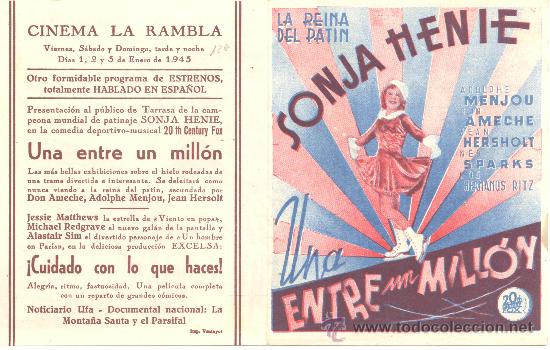 CINEMA LA RAMBLA
Viernes, Sábado y Domingo, tarde y noche
Días 1, 2 y 3 de Enero de 1943
Otro formidable programa de ESTRENOS,
totalmente HABLADO EN ESPAÑOL
Presentación al público de Tarrasa de la cam-
peona mundial de patinaje SONJA HENIE,
en la comedia deportivo-musical 20th Century Fox
Una entre un millón
Las más bellas exhibiciones sobre el hielo rodeadas de
una trama divertida e interesante. Se deleitará como
nunca viendo a la reina del patín, secundado por
Don Ameche, Adolphe Menjou, Jean Hersolt
Jessie Matthews la estrella de «Viento en popa»,
Michael Redgrave el nuevo galán de la pantalla y
Alastair Sim el divertido personaje de «Un hombre
en París», en la deliciosa producción EXCELSA:
¡Cuidado con lo que haces!
Alegría, ritmo, fastuosidad. Una película completa
con un reparto de grandes cómicos.
Noticiario Ufa - Documental nacional: La
Montaña Santa y el Parsifal
Imp. Ventayol
LA REINA
DEL PATIN
SONJA HENIE
ADOLPHE
MENJOU
DON
AMECHE
JEAN
HERSHOLT
NED
SPARKS
LOS
HERMANOS RITZ
Una
ENTRE un MILLÓN
20th
CENTURY
FOX
www.todocoleccion.net